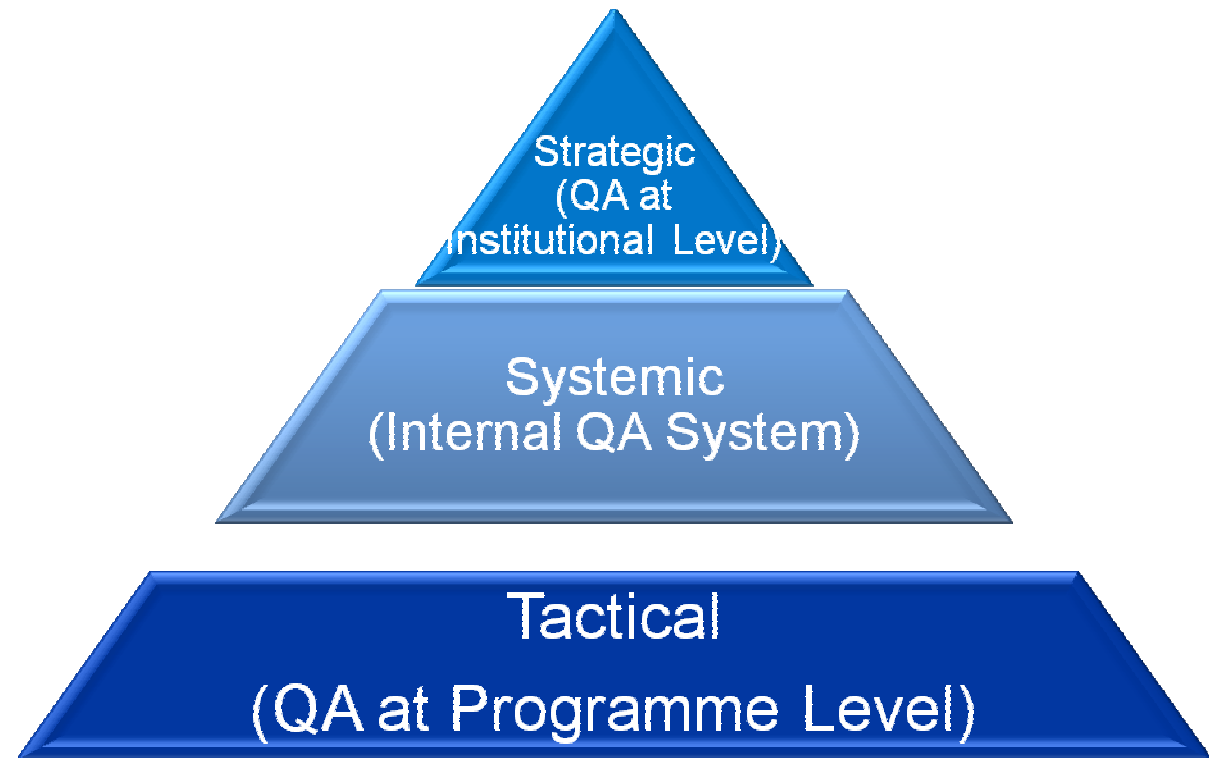 Strategic
(QA at
Institutional Level)
Systemic
(Internal QA System)
Tactical
(QA at Programme Level)